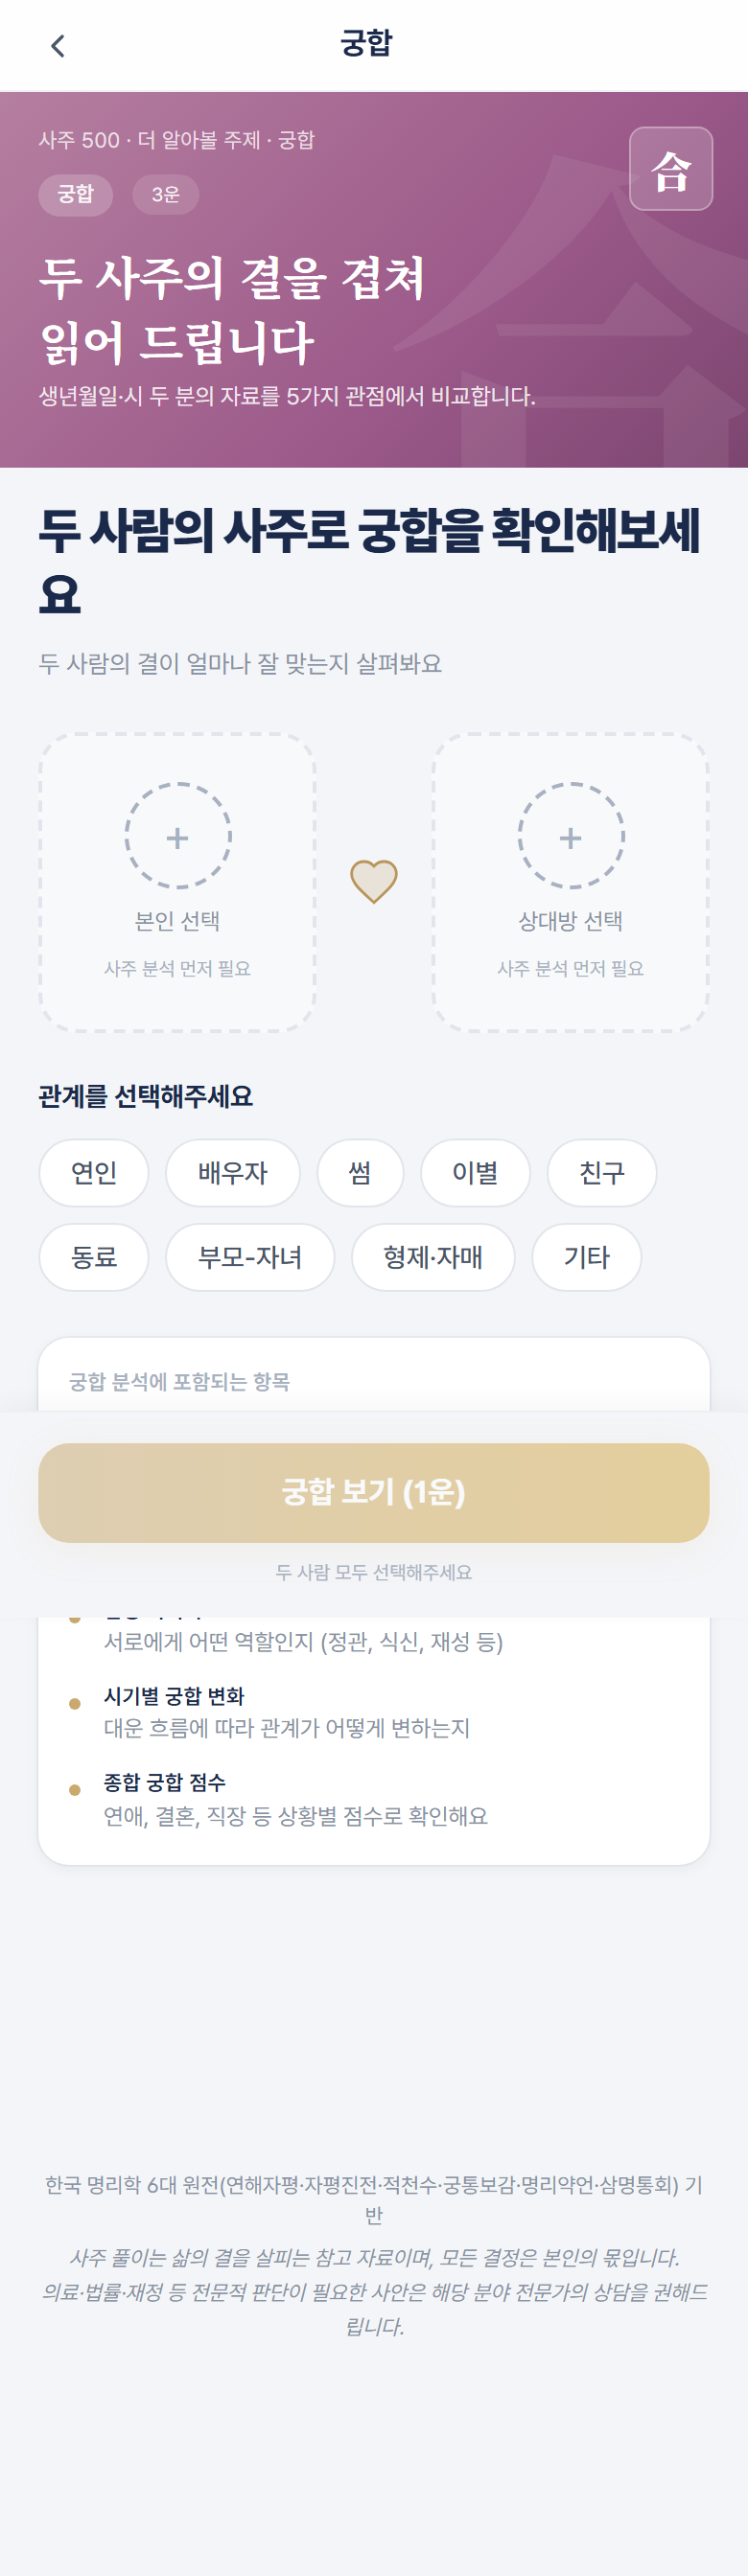 궁합
사주 500 · 더 알아볼 주제 · 궁합
合
궁합
3운
두 사주의 결을 겹쳐
읽어 드립니다
생년월일·시 두 분의 자료를 5가지 관점에서 비교합니다.
두 사람의 사주로 궁합을 확인해보세
요
두 사람의 결이 얼마나 잘 맞는지 살펴봐요
+
+
본인 선택
상대방 선택
사주 분석 먼저 필요
사주 분석 먼저 필요
관계를 선택해주세요
연인
배우자
썸
이별
친구
동료
부모-자녀
형제·자매
기타
궁합 분석에 포함되는 항목
궁합 보기 (1운)
두 사람 모두 선택해주세요
서로에게 어떤 역할인지 (정관, 식신, 재성 등)
시기별 궁합 변화
대운 흐름에 따라 관계가 어떻게 변하는지
종합 궁합 점수
연애, 결혼, 직장 등 상황별 점수로 확인해요
한국 명리학 6대 원전(연해자평·자평진전·적천수·궁통보감·명리약언·삼명통회) 기
반
사주 풀이는 삶의 결을 살피는 참고 자료이며, 모든 결정은 본인의 몫입니다.
의료·법률·재정 등 전문적 판단이 필요한 사안은 해당 분야 전문가의 상담을 권해드
립니다.